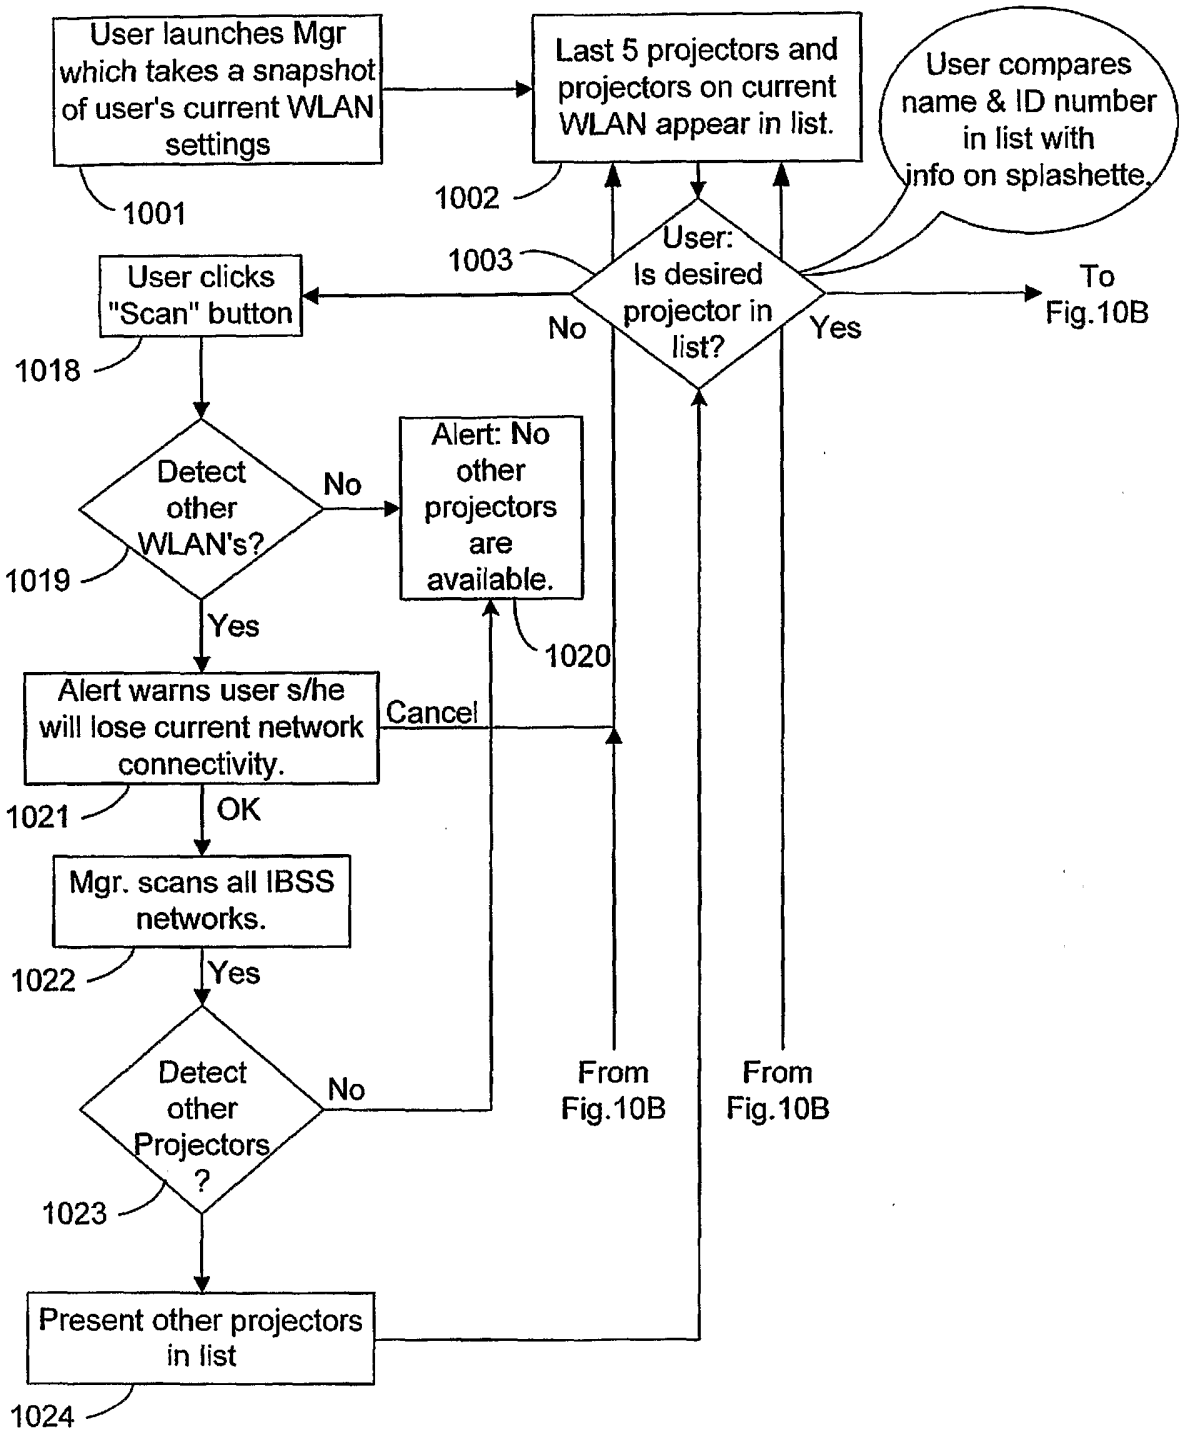 User launches Mgr
which takes a snapshot
of user's current WLAN
settings
1001
Last 5 projectors and
projectors on current
WLAN appear in list.
1002
User compares
name & ID number
in list with
info on splashette.
1003
User:
Is desired
projector in
list?
No
Yes
To
Fig.10B
User clicks
"Scan" button
1018
Detect
other
WLAN's?
1019
No
Alert: No
other
projectors
are
available.
1020
Yes
Alert warns user s/he
will lose current network
connectivity.
1021
Cancel
OK
Mgr. scans all IBSS
networks.
1022
Yes
Detect
other
Projectors
?
1023
No
From
Fig.10B
From
Fig.10B
Present other projectors
in list
1024